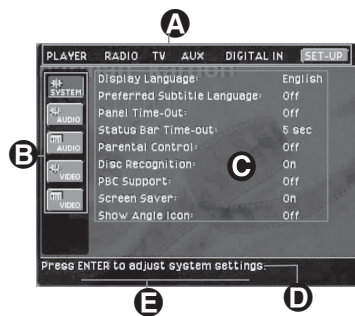 A
PLAYER RADIO TV AUX DIGITAL IN SET-UP
SYSTEM
AUDIO
AUDIO
VIDEO
VIDEO
B
Display Language: English
Preferred Subtitle Language: Off
Panel Time-Out: Off
Status Bar Time-out: 5 sec
Parental Control: Off
Disc Recognition: On
PBC Support: Off
Screen Saver: On
Show Angle Icon: Off
C
Press ENTER to adjust system settings.
E
D